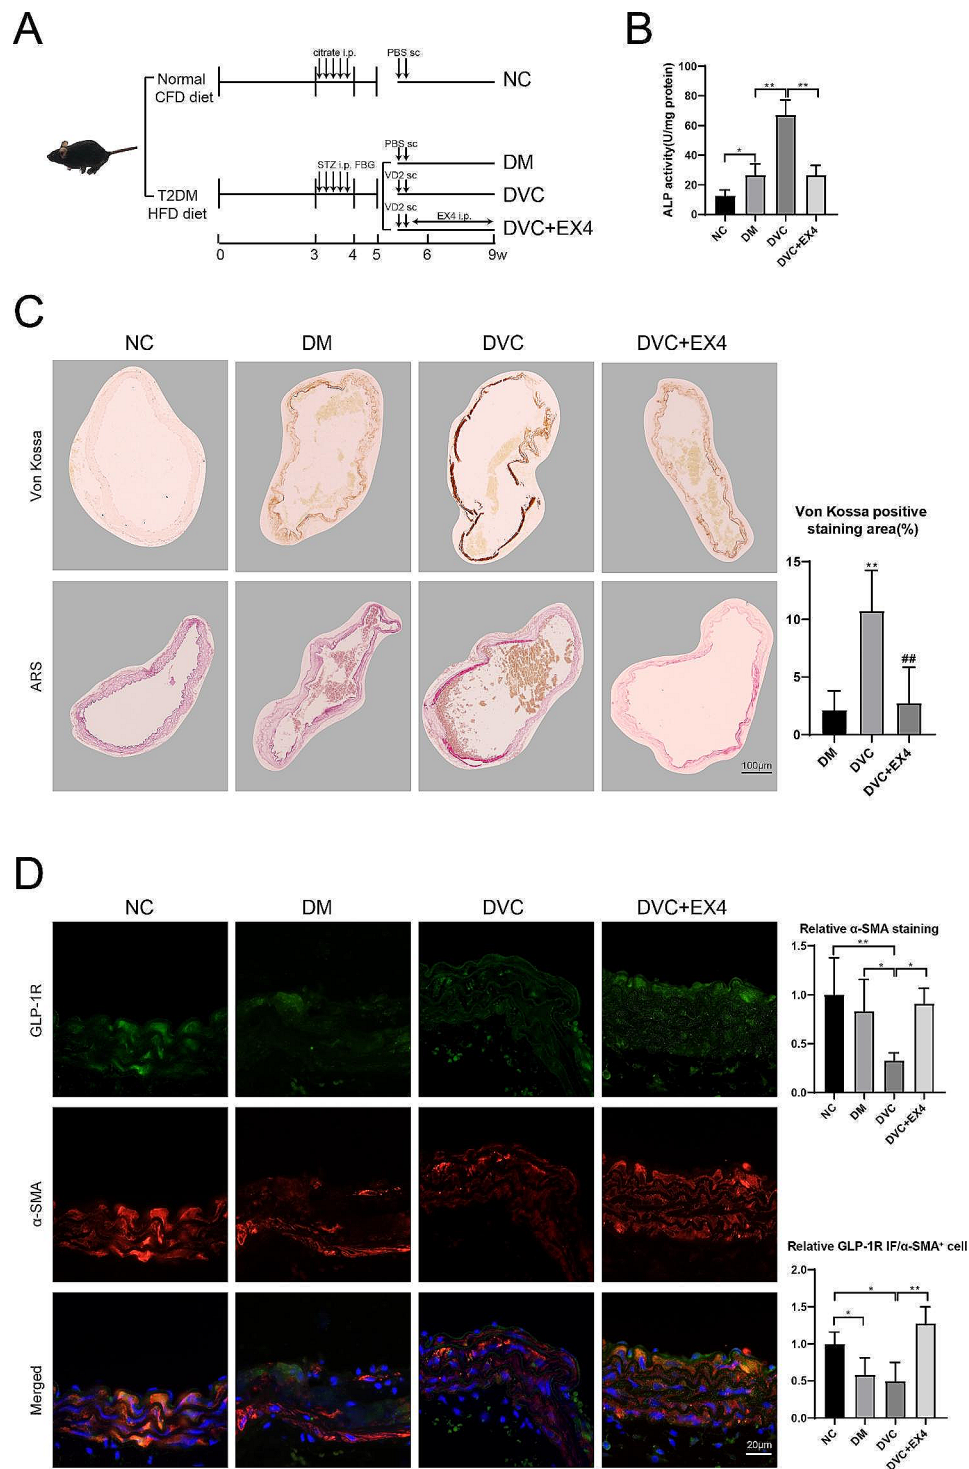 A
Normal
CFD diet
citrate i.p.
PBS sc
NC
T2DM
HFD diet
STZ i.p. FBG
PBS sc
DM
VD2 sc
DVC
VD2 sc
EX4 i.p.
DVC+EX4
0 3 4 5 6 9w
B
ALP activity(U/mg protein)
100
80
60
40
20
0
* ** **
NC DM DVC DVC+EX4
C
NC DM DVC DVC+EX4
Von Kossa
ARS
100μm
Von Kossa positive
staining area(%)
15
10
5
0
**
##
DM DVC DVC+EX4
D
NC DM DVC DVC+EX4
GLP-1R
α-SMA
Merged
20μm
Relative α-SMA staining
1.5
1.0
0.5
0.0
**
* *
NC DM DVC DVC+EX4
Relative GLP-1R IF/α-SMA⁺ cell
2.0
1.5
1.0
0.5
0.0
* **
*
NC DM DVC DVC+EX4